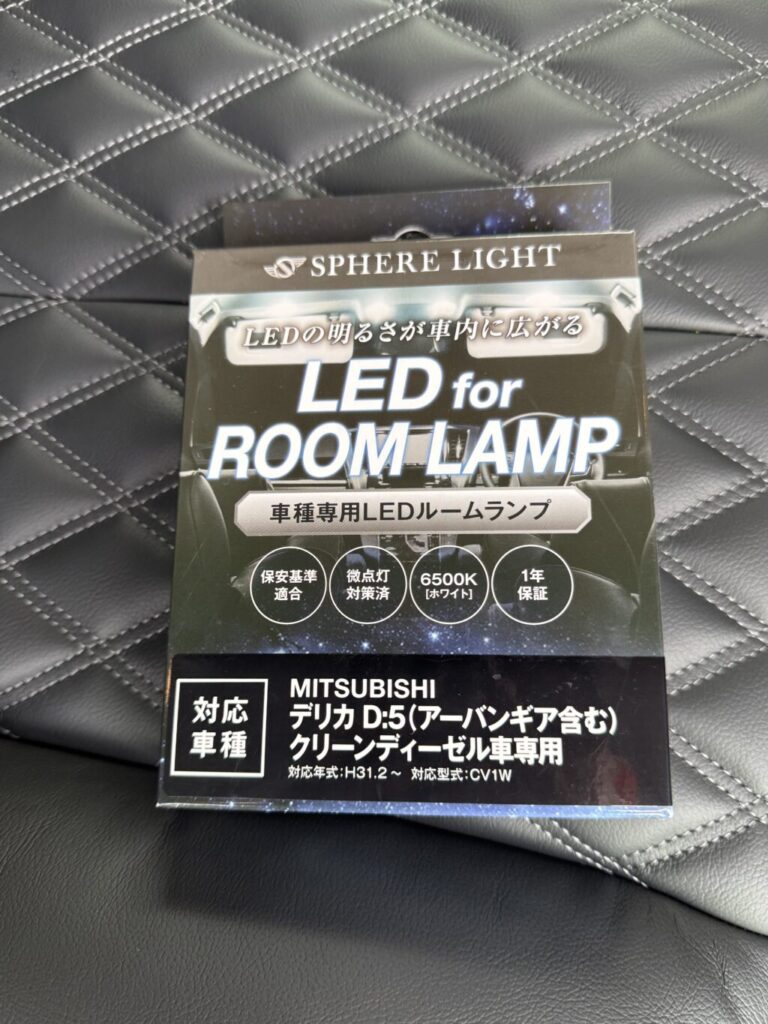 SPHERE LIGHT
LEDの明るさが車内に広がる
LED for
ROOM LAMP
車種専用LEDルームランプ
保安基準
適合
微点灯
対策済
6500K
[ホワイト]
1年
保証
対応
車種
MITSUBISHI
デリカ D:5(アーバンギア含む)
クリーンディーゼル車専用
対応年式:H31.2～ 対応型式:CV1W